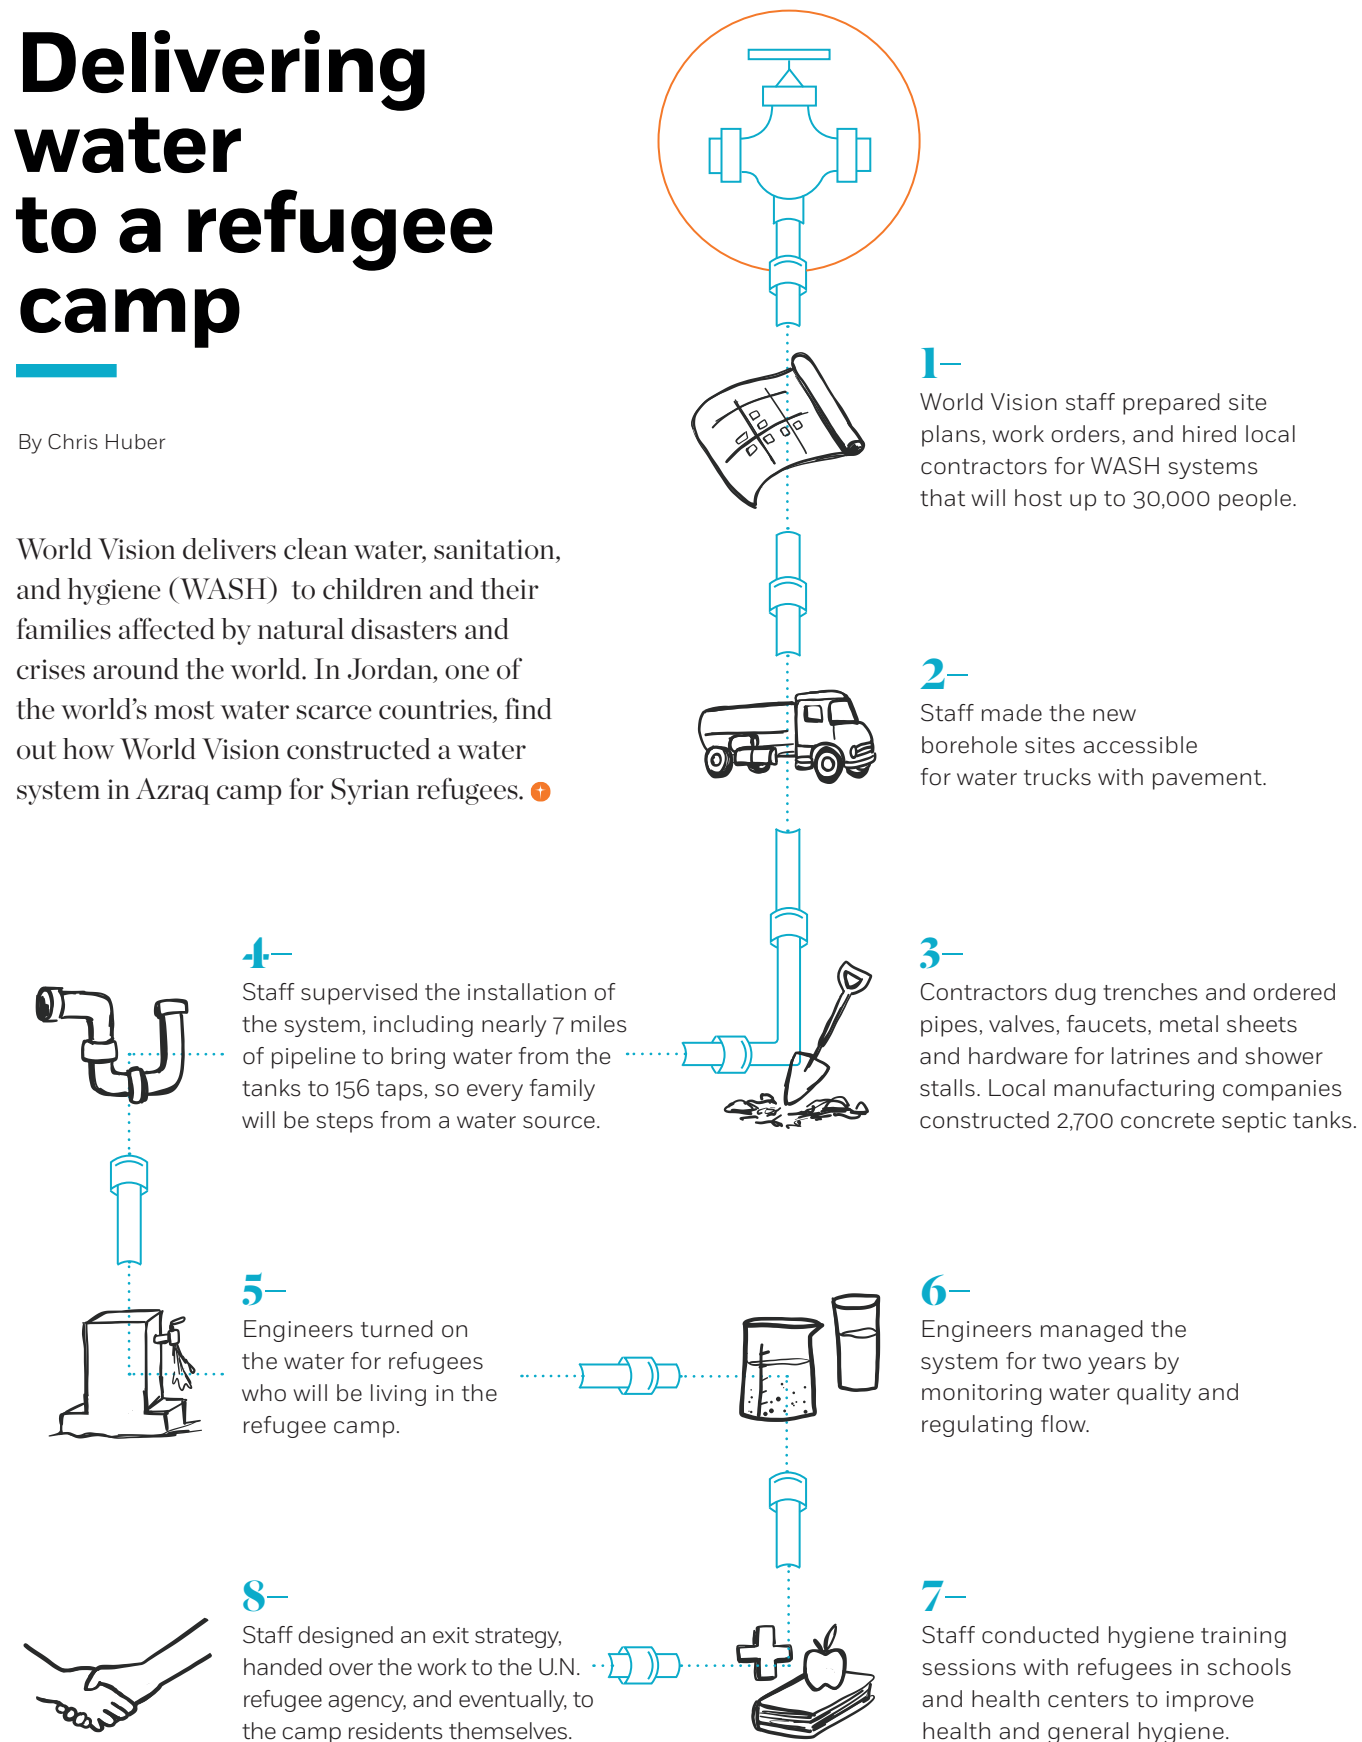 Delivering
water
to a refugee
camp
By Chris Huber
World Vision delivers clean water, sanitation,
and hygiene (WASH) to children and their
families affected by natural disasters and
crises around the world. In Jordan, one of
the world's most water scarce countries, find
out how World Vision constructed a water
system in Azraq camp for Syrian refugees.
1–
World Vision staff prepared site
plans, work orders, and hired local
contractors for WASH systems
that will host up to 30,000 people.
2–
Staff made the new
borehole sites accessible
for water trucks with pavement.
3–
Contractors dug trenches and ordered
pipes, valves, faucets, metal sheets
and hardware for latrines and shower
stalls. Local manufacturing companies
constructed 2,700 concrete septic tanks.
4–
Staff supervised the installation of
the system, including nearly 7 miles
of pipeline to bring water from the
tanks to 156 taps, so every family
will be steps from a water source.
5–
Engineers turned on
the water for refugees
who will be living in the
refugee camp.
6–
Engineers managed the
system for two years by
monitoring water quality and
regulating flow.
7–
Staff conducted hygiene training
sessions with refugees in schools
and health centers to improve
health and general hygiene.
8–
Staff designed an exit strategy,
handed over the work to the U.N.
refugee agency, and eventually, to
the camp residents themselves.